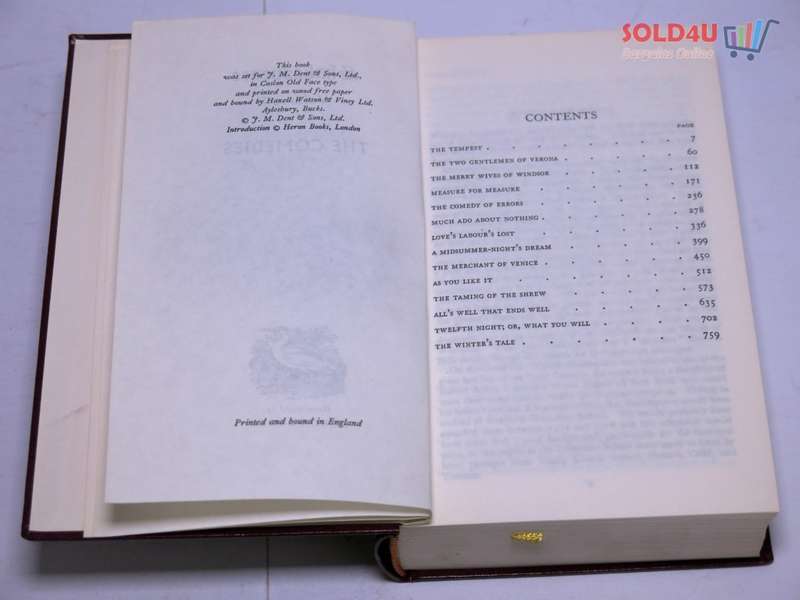 SOLD4U
Bargains Online
This book
was set for J. M. Dent & Sons, Ltd.,
in Caslon Old Face type
and printed on wood free paper
and bound by Hazell Watson & Viney Ltd.
Aylesbury, Bucks.
© J. M. Dent & Sons, Ltd.
Introduction © Heron Books, London
THE COMEDIES
Printed and bound in England
CONTENTS
PAGE
THE TEMPEST . . . . . . . 7
THE TWO GENTLEMEN OF VERONA . . . . . 60
THE MERRY WIVES OF WINDSOR . . . . . 112
MEASURE FOR MEASURE . . . . . . 171
THE COMEDY OF ERRORS . . . . . . 236
MUCH ADO ABOUT NOTHING . . . . . . 278
LOVE'S LABOUR'S LOST . . . . . . 336
A MIDSUMMER-NIGHT'S DREAM . . . . . 399
THE MERCHANT OF VENICE . . . . . . 450
AS YOU LIKE IT . . . . . . . 512
THE TAMING OF THE SHREW . . . . . 573
ALL'S WELL THAT ENDS WELL . . . . . 635
TWELFTH NIGHT; OR, WHAT YOU WILL . . . . 702
THE WINTER'S TALE . . . . . . 759